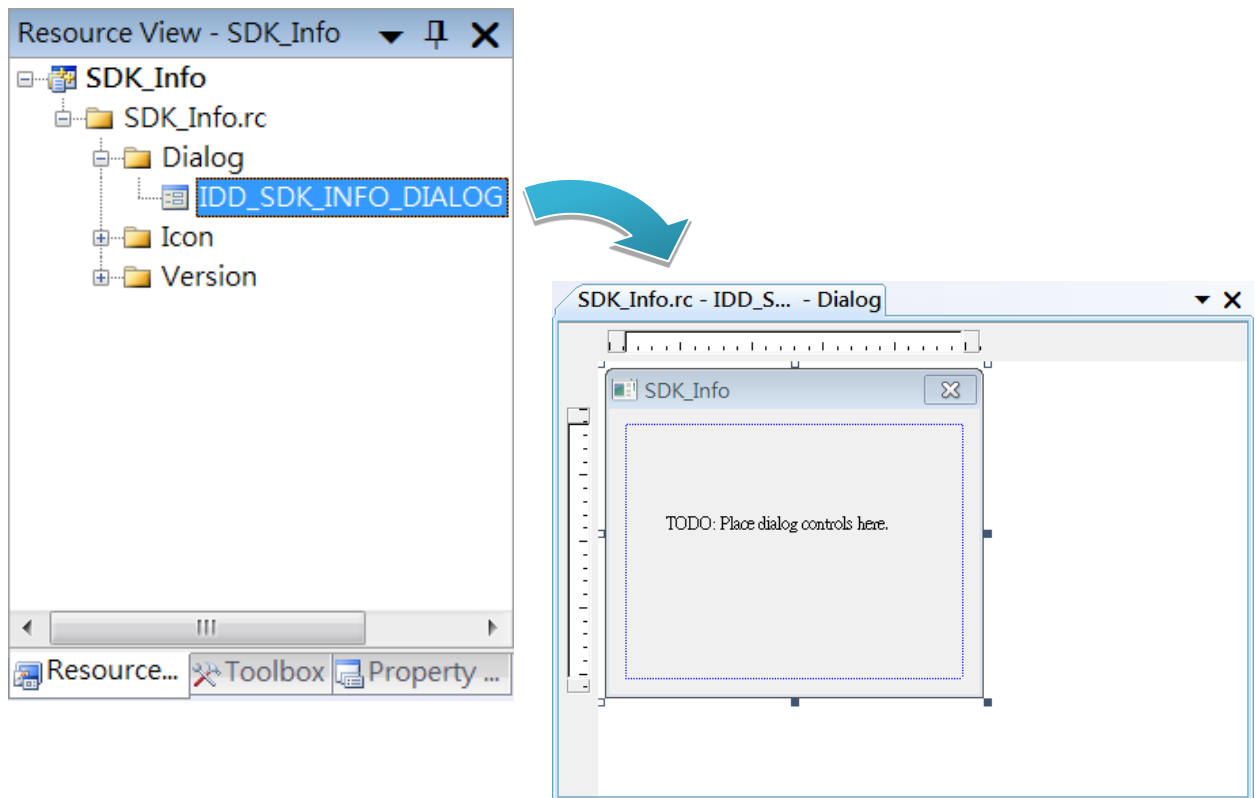 Resource View - SDK_Info
SDK_Info
SDK_Info.rc
Dialog
IDD_SDK_INFO_DIALOG
Icon
Version
Resource... Toolbox Property ...
SDK_Info.rc - IDD_S... - Dialog
SDK_Info
TODO: Place dialog controls here.